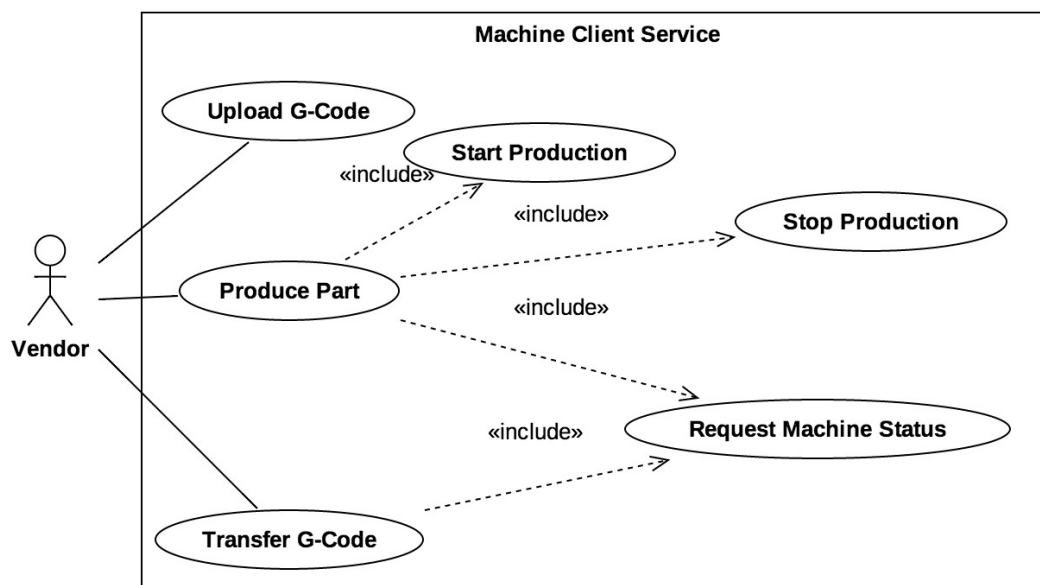 Machine Client Service
Upload G-Code
Start Production
«include»
«include»
Stop Production
Produce Part
«include»
Vendor
«include»
Request Machine Status
Transfer G-Code